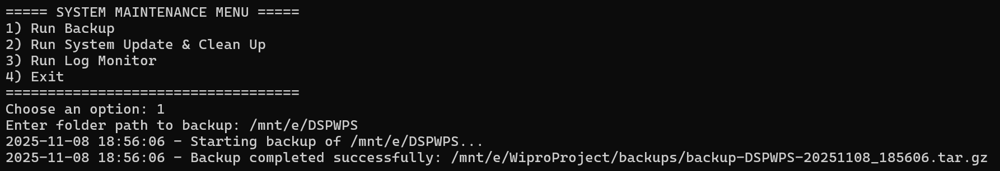 ===== SYSTEM MAINTENANCE MENU =====
1) Run Backup
2) Run System Update & Clean Up
3) Run Log Monitor
4) Exit
===================================
Choose an option: 1
Enter folder path to backup: /mnt/e/DSPWPS
2025-11-08 18:56:06 - Starting backup of /mnt/e/DSPWPS...
2025-11-08 18:56:06 - Backup completed successfully: /mnt/e/WiproProject/backups/backup-DSPWPS-20251108_185606.tar.gz